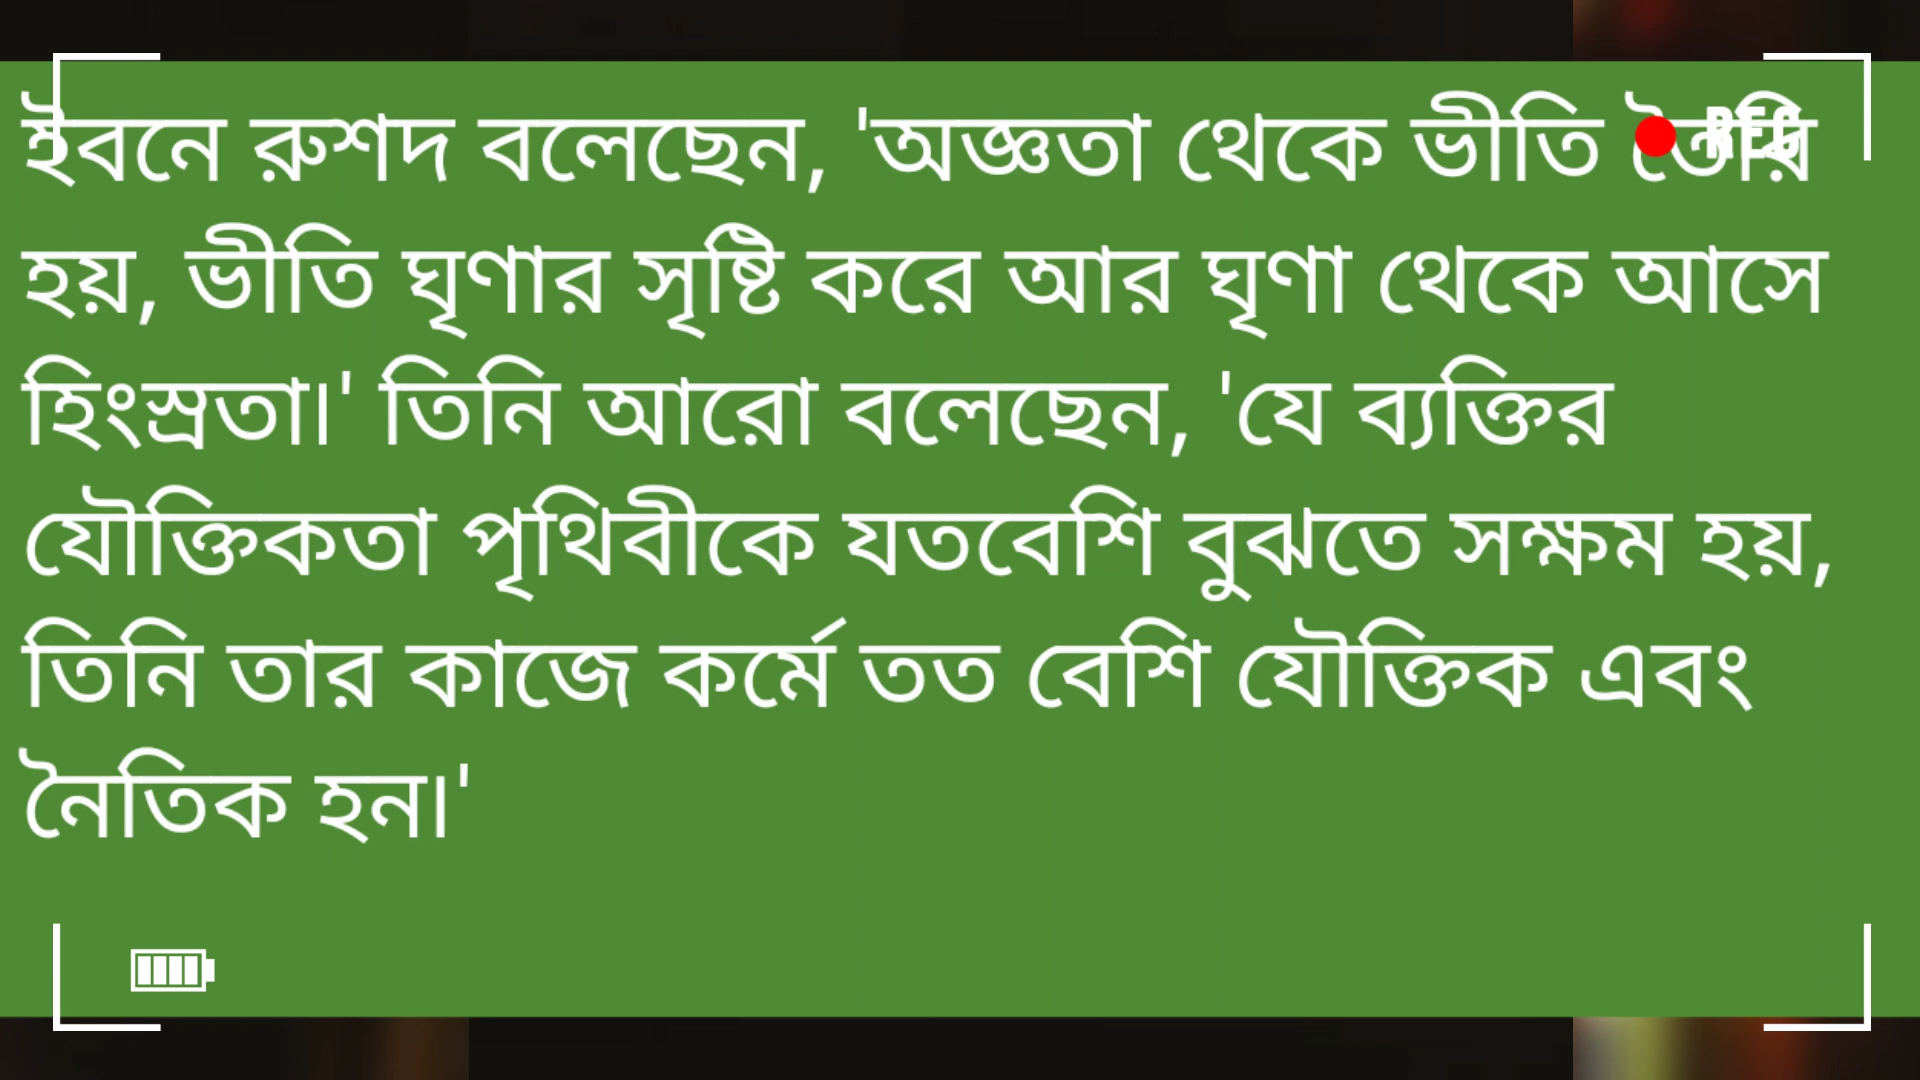 ইবনে রুশদ বলেছেন, 'অজ্ঞতা থেকে ভীতি তৈরি
হয়, ভীতি ঘৃণার সৃষ্টি করে আর ঘৃণা থেকে আসে
হিংস্রতা।' তিনি আরো বলেছেন, 'যে ব্যক্তির
যৌক্তিকতা পৃথিবীকে যতবেশি বুঝতে সক্ষম হয়,
তিনি তার কাজে কর্মে তত বেশি যৌক্তিক এবং
নৈতিক হন।'
REC